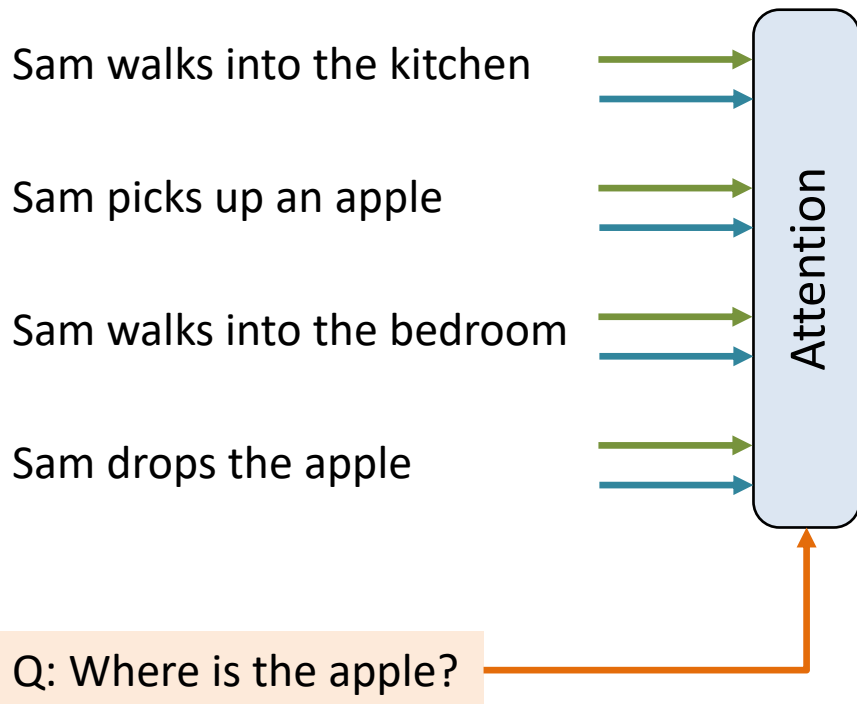 Sam walks into the kitchen
Sam picks up an apple
Sam walks into the bedroom
Sam drops the apple
Attention
Q: Where is the apple?